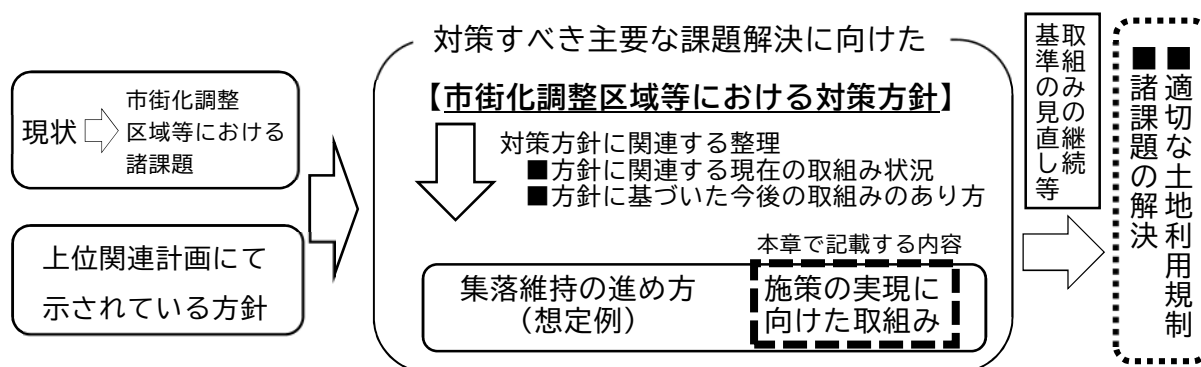 現状
市街化調整
区域等における
諸課題
上位関連計画にて
示されている方針
対策すべき主要な課題解決に向けた
【市街化調整区域等における対策方針】
対策方針に関連する整理
■方針に関連する現在の取組み状況
■方針に基づいた今後の取組みのあり方
本章で記載する内容
集落維持の進め方
（想定例）
施策の実現に
向けた取組み
取組みの継続
基準の見直し等
■適切な土地利用規制
■諸課題の解決